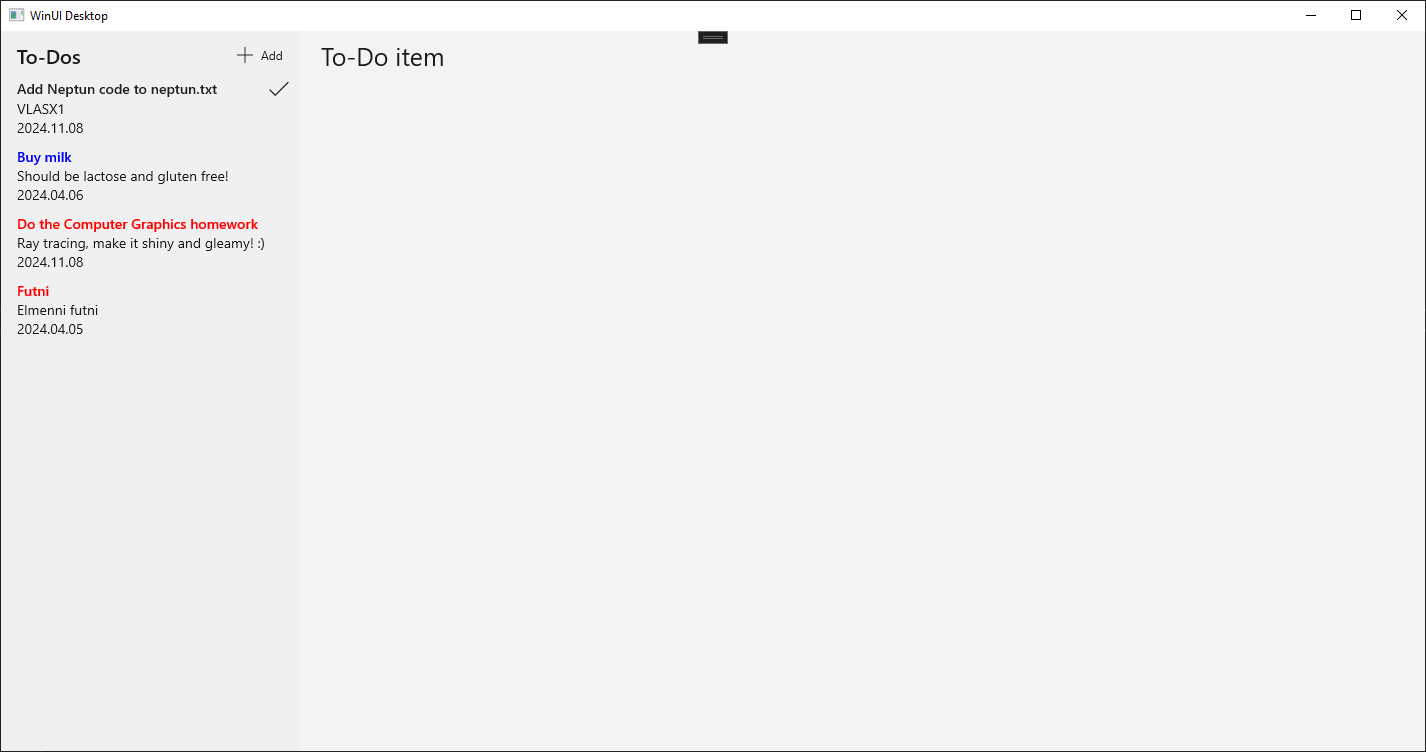 WinUI Desktop
To-Dos
Add
To-Do item
Add Neptun code to neptun.txt
VLASX1
2024.11.08
Buy milk
Should be lactose and gluten free!
2024.04.06
Do the Computer Graphics homework
Ray tracing, make it shiny and gleamy! :)
2024.11.08
Futni
Elmenni futni
2024.04.05